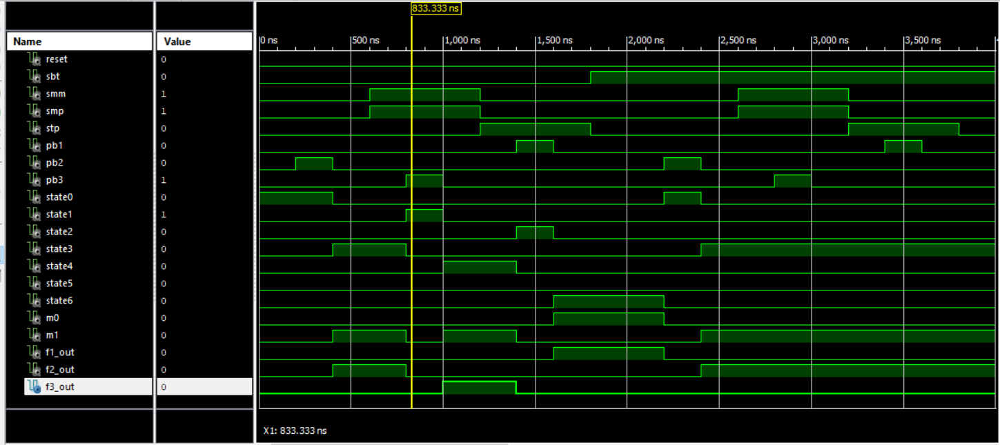 833.333 ns
Name Value
0 ns 500 ns 1,000 ns 1,500 ns 2,000 ns 2,500 ns 3,000 ns 3,500 ns
reset 0
sbt 0
smm 1
smp 1
stp 0
pb1 0
pb2 0
pb3 1
state0 0
state1 1
state2 0
state3 0
state4 0
state5 0
state6 0
m0 0
m1 0
f1_out 0
f2_out 0
f3_out 0
X1: 833.333 ns